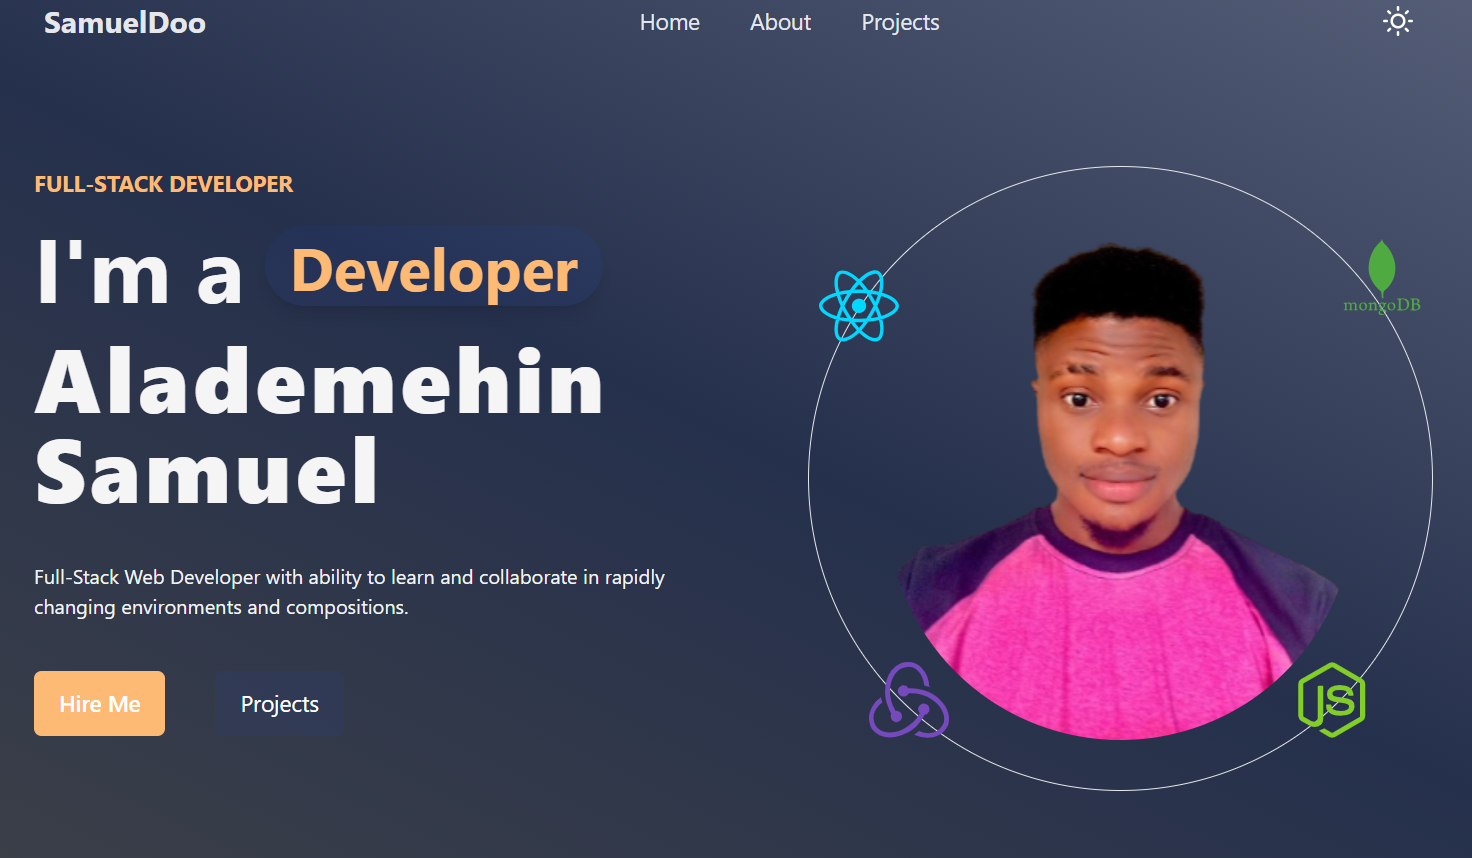 SamuelDoo
Home
About
Projects
FULL-STACK DEVELOPER
I'm a Developer
Alademehin
Samuel
Full-Stack Web Developer with ability to learn and collaborate in rapidly
changing environments and compositions.
Hire Me
Projects
mongoDB
JS